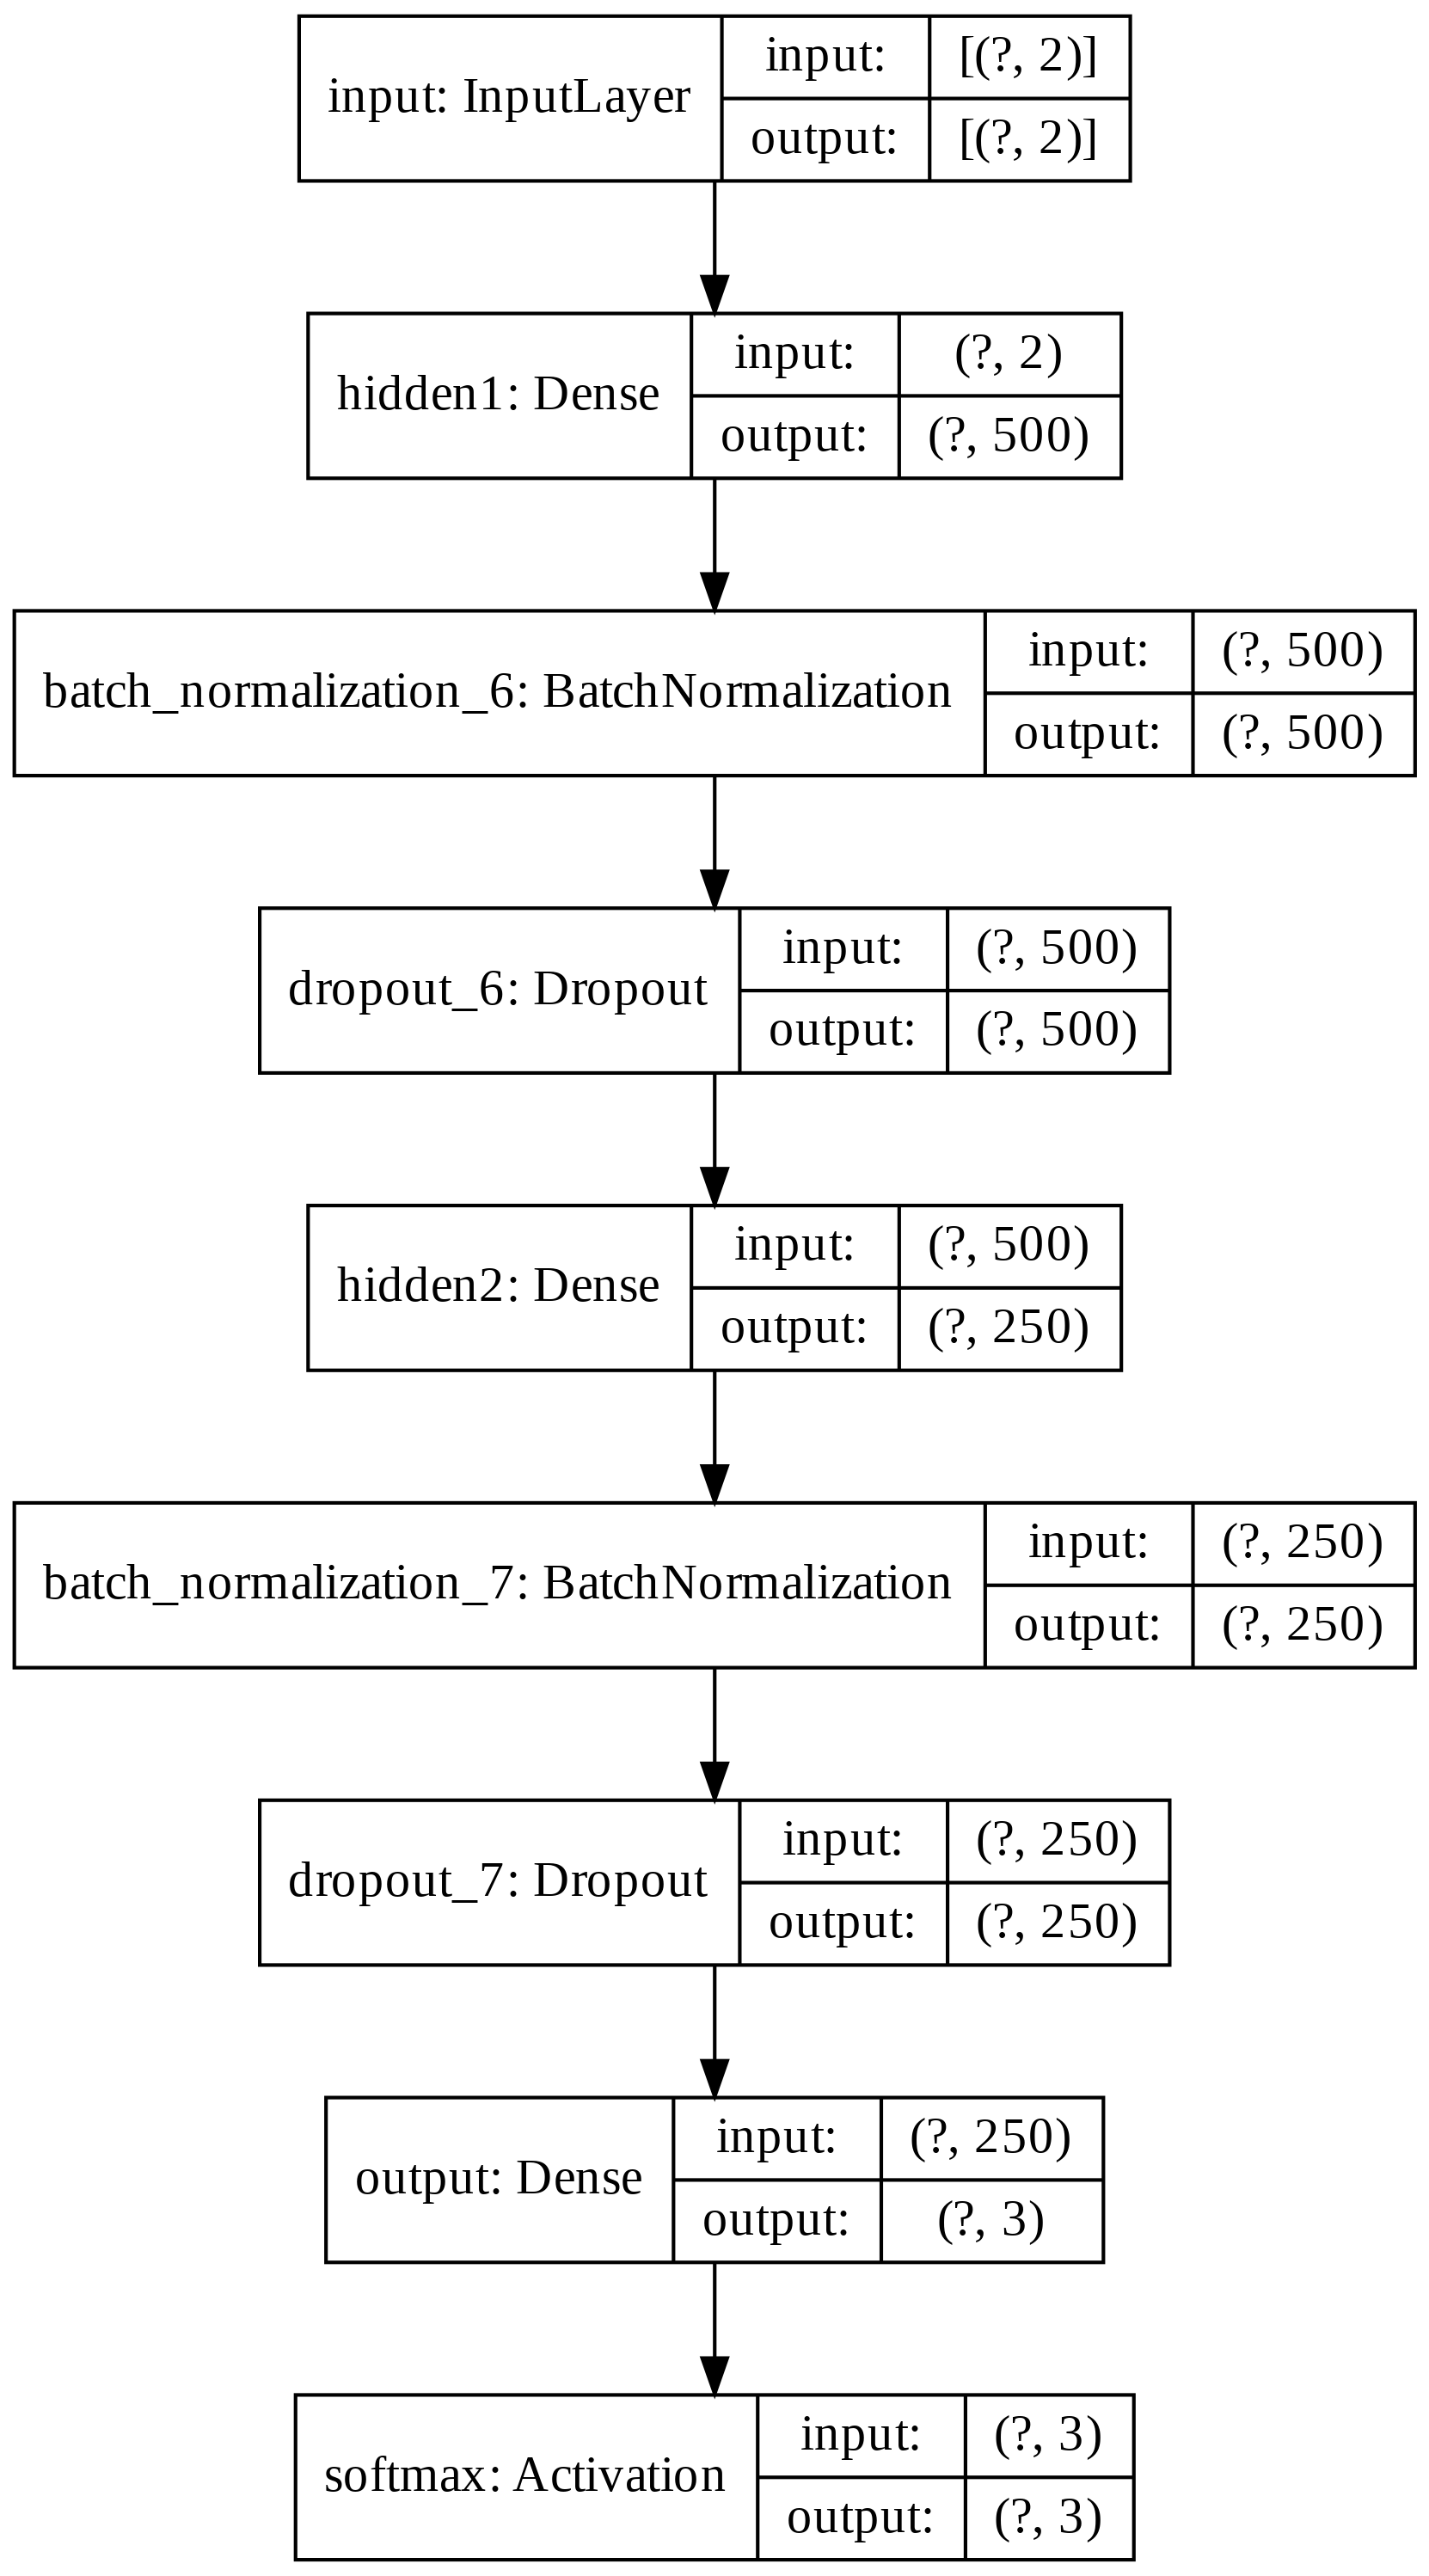 input: InputLayer
input: [(?, 2)]
output: [(?, 2)]
hidden1: Dense
input: (?, 2)
output: (?, 500)
batch_normalization_6: BatchNormalization
input: (?, 500)
output: (?, 500)
dropout_6: Dropout
input: (?, 500)
output: (?, 500)
hidden2: Dense
input: (?, 500)
output: (?, 250)
batch_normalization_7: BatchNormalization
input: (?, 250)
output: (?, 250)
dropout_7: Dropout
input: (?, 250)
output: (?, 250)
output: Dense
input: (?, 250)
output: (?, 3)
softmax: Activation
input: (?, 3)
output: (?, 3)